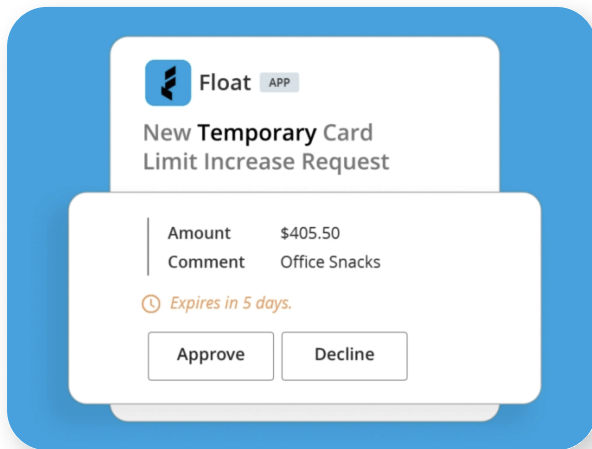 Float APP
New Temporary Card
Limit Increase Request
Amount $405.50
Comment Office Snacks
Expires in 5 days.
Approve Decline